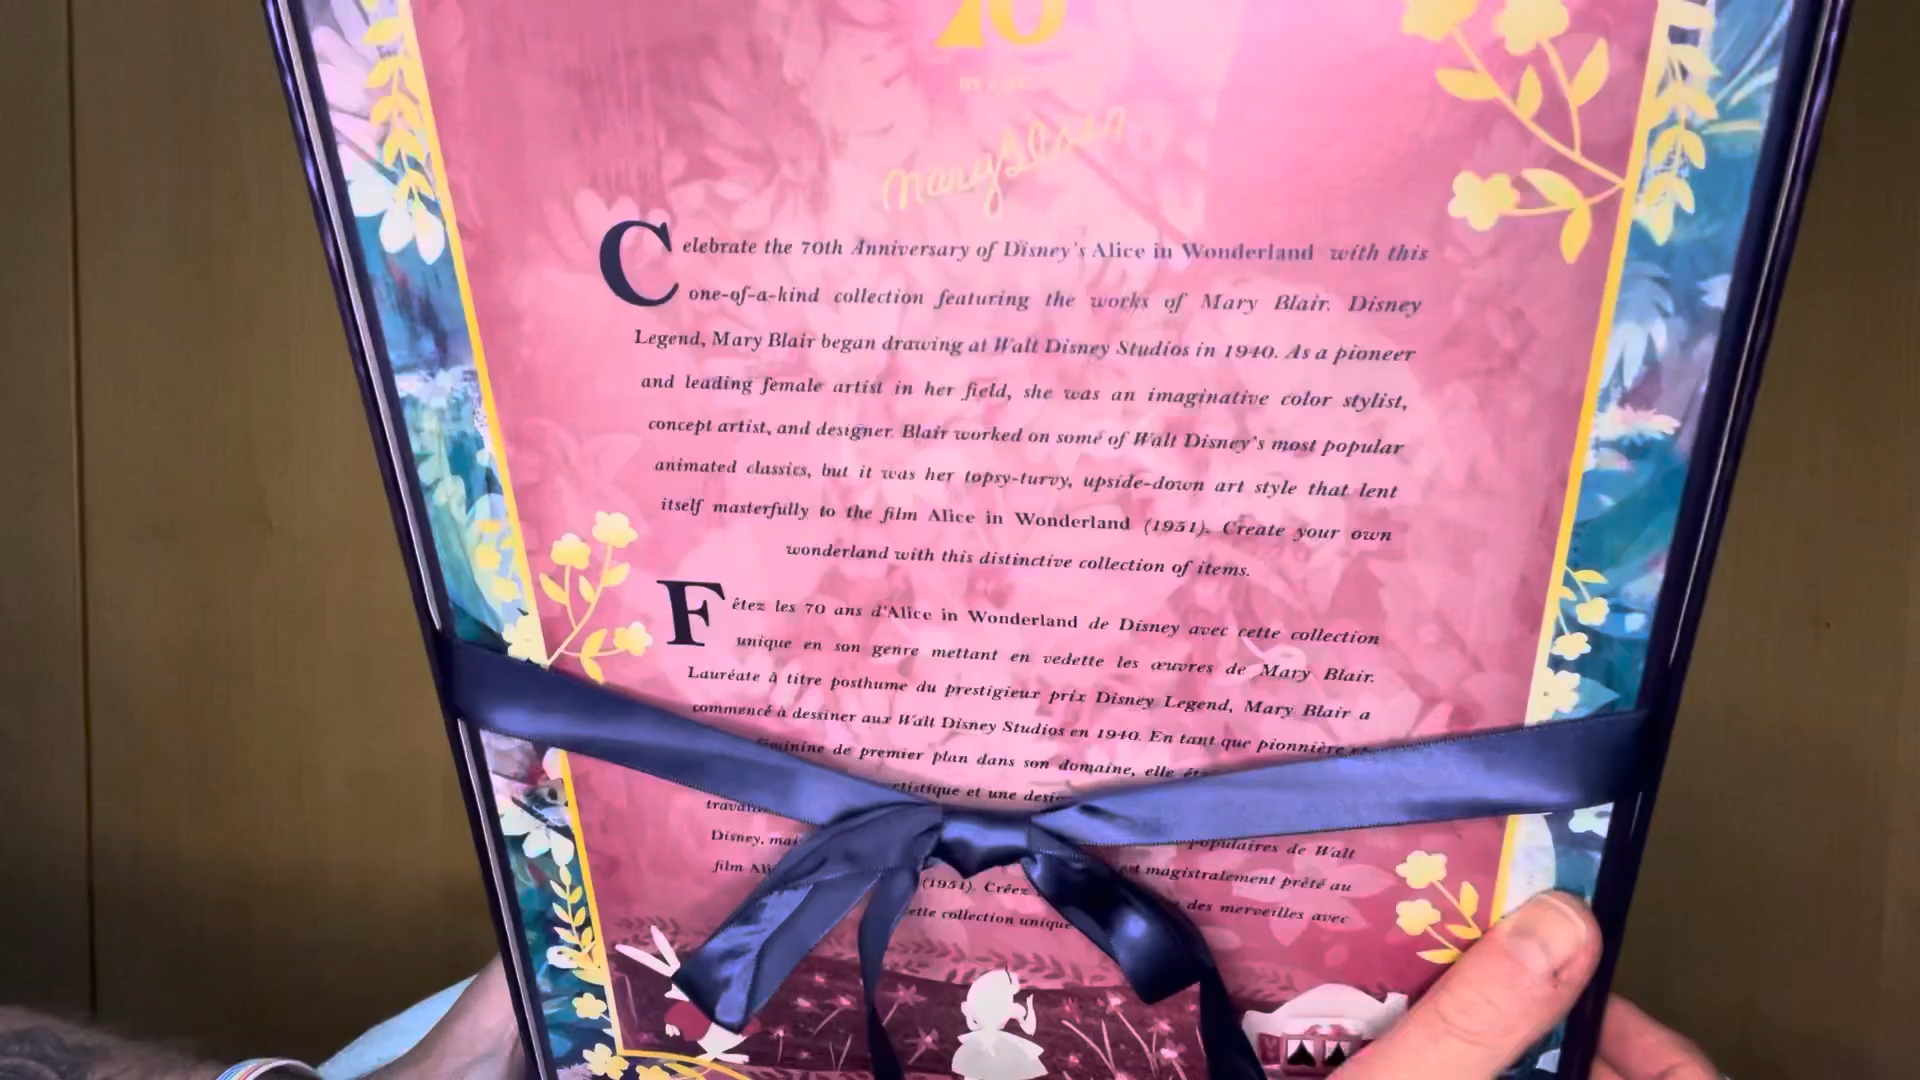 70
Mary Blair
Celebrate the 70th Anniversary of Disney's Alice in Wonderland with this
one-of-a-kind collection featuring the works of Mary Blair. Disney
Legend, Mary Blair began drawing at Walt Disney Studios in 1940. As a pioneer
and leading female artist in her field, she was an imaginative color stylist,
concept artist, and designer. Blair worked on some of Walt Disney's most popular
animated classics, but it was her topsy-turvy, upside-down art style that lent
itself masterfully to the film Alice in Wonderland (1951). Create your own
wonderland with this distinctive collection of items.
Fêtez les 70 ans d'Alice in Wonderland de Disney avec cette collection
unique en son genre mettant en vedette les œuvres de Mary Blair.
Lauréate à titre posthume du prestigieux prix Disney Legend, Mary Blair a
commencé à dessiner aux Walt Disney Studios en 1940. En tant que pionnière et
féminine de premier plan dans son domaine, elle
et une
populaires de Walt
Disney, mais magistralement prêté au
film (1951). Créez des merveilles avec
cette collection unique